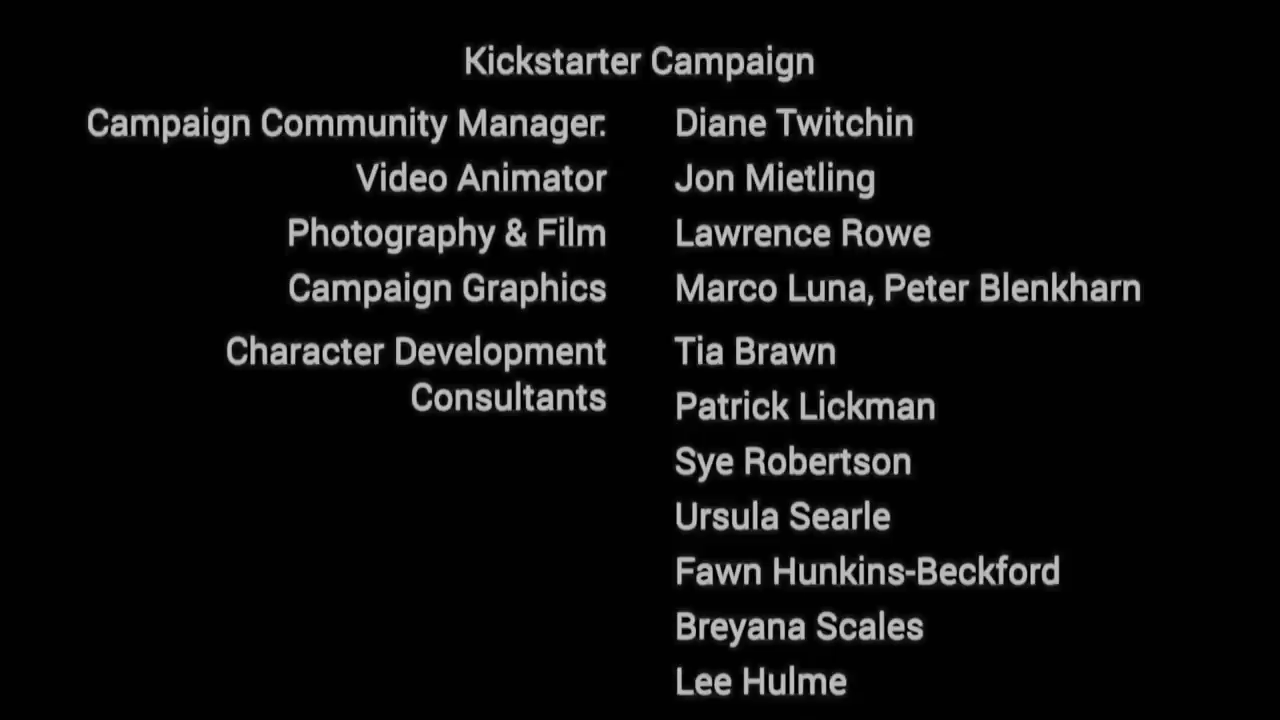 Kickstarter Campaign
Campaign Community Manager: Diane Twitchin
Video Animator Jon Mietling
Photography & Film Lawrence Rowe
Campaign Graphics Marco Luna, Peter Blenkharn
Character Development Tia Brawn
Consultants
Patrick Lickman
Sye Robertson
Ursula Searle
Fawn Hunkins-Beckford
Breyana Scales
Lee Hulme